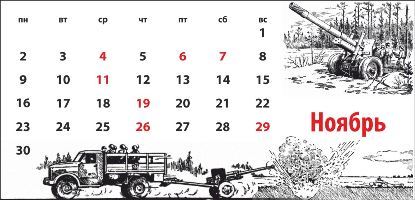 пн вт ср чт пт сб вс
1
2 3 4 5 6 7 8
9 10 11 12 13 14 15
16 17 18 19 20 21 22
23 24 25 26 27 28 29
30
Ноябрь